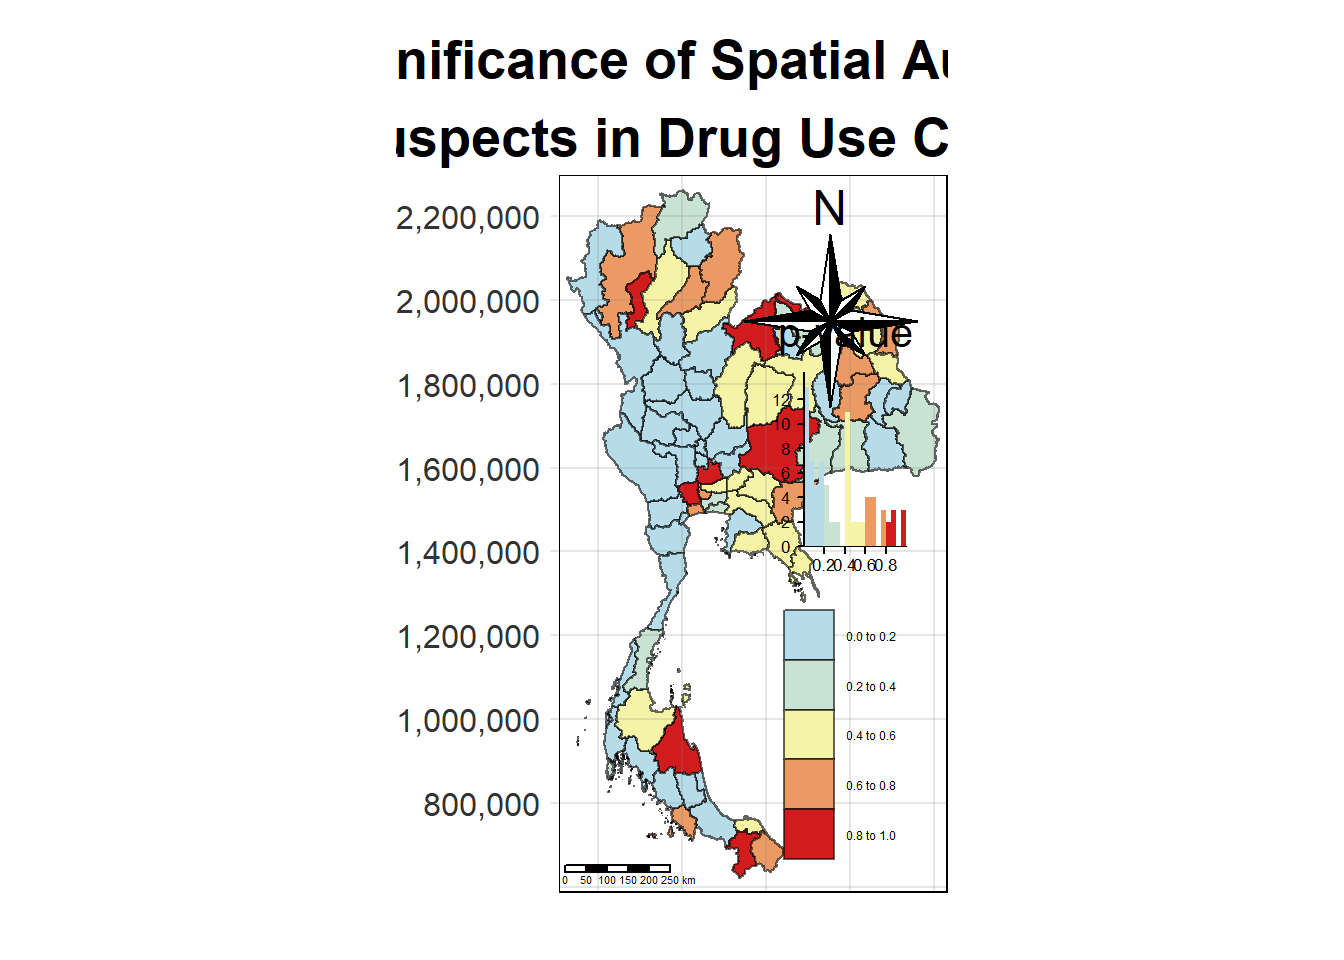 nificance of Spatial Au
uspects in Drug Use C
N
2,200,000
2,000,000
1,800,000
1,600,000
1,400,000
1,200,000
1,000,000
800,000
12
10
8
6
4
2
0
0.2 0.4 0.6 0.8
0.0 to 0.2
0.2 to 0.4
0.4 to 0.6
0.6 to 0.8
0.8 to 1.0
0 50 100 150 200 250 km